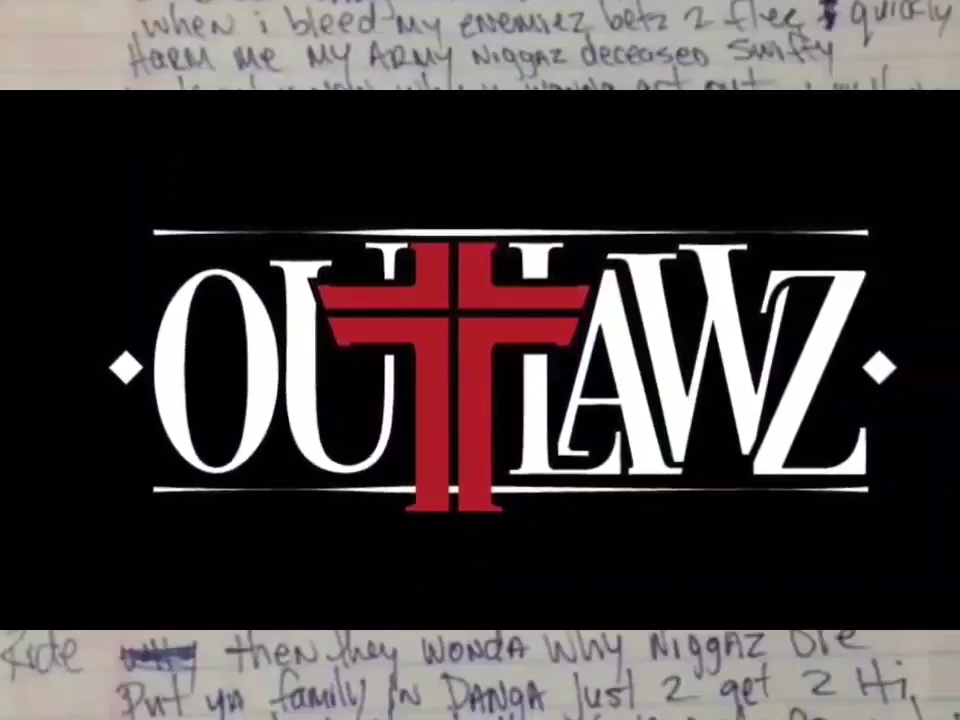 when i bleed my enemiez betz 2 flee quickly
Harm me my Army Niggaz deceased swifty
OUTLAWZ
Ride then they wonda why Niggaz Die
Put ya family in Danga Just 2 get 2 Hi,